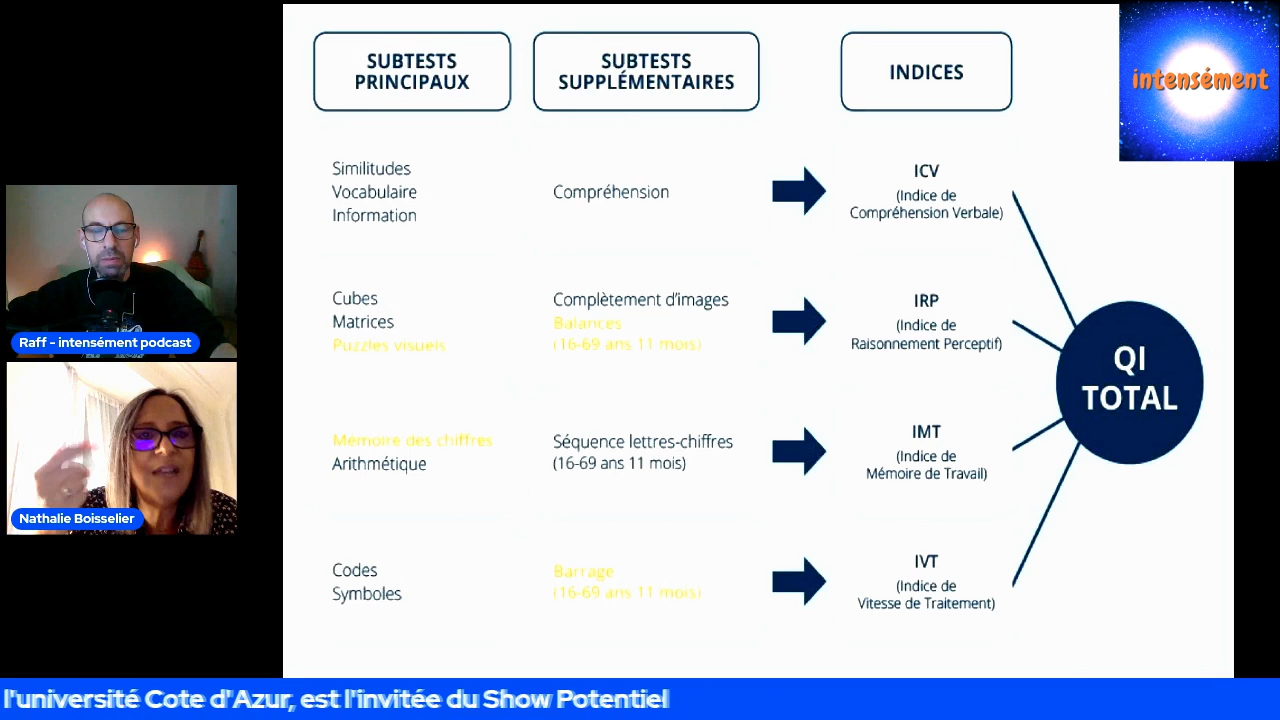 SUBTESTS
PRINCIPAUX
SUBTESTS
SUPPLÉMENTAIRES
INDICES
intensément
Similitudes
Vocabulaire
Information
Compréhension
ICV
(Indice de
Compréhension Verbale)
Cubes
Matrices
Puzzles visuels
Complètement d'images
Balances
(16-69 ans 11 mois)
IRP
(Indice de
Raisonnement Perceptif)
QI
TOTAL
Mémoire des chiffres
Arithmétique
Séquence lettres-chiffres
(16-69 ans 11 mois)
IMT
(Indice de
Mémoire de Travail)
Codes
Symboles
Barrage
(16-69 ans 11 mois)
IVT
(Indice de
Vitesse de Traitement)
Raff - intensément podcast
Nathalie Boisselier
l'université Cote d'Azur, est l'invitée du Show Potentiel